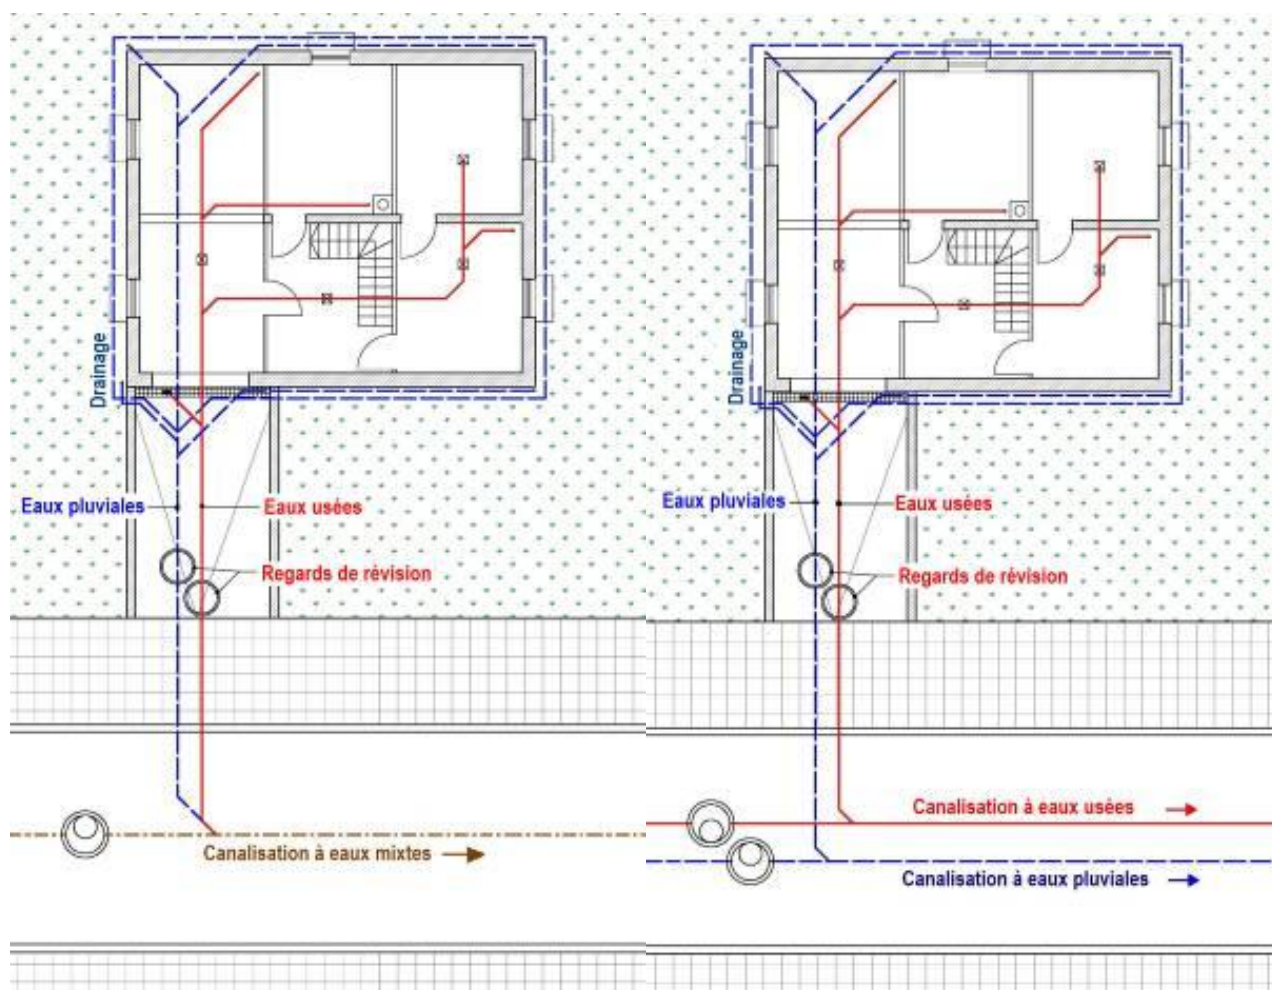 Drainage
Eaux pluviales
Eaux usées
Regards de révision
Canalisation à eaux mixtes
Drainage
Eaux pluviales
Eaux usées
Regards de révision
Canalisation à eaux usées
Canalisation à eaux pluviales